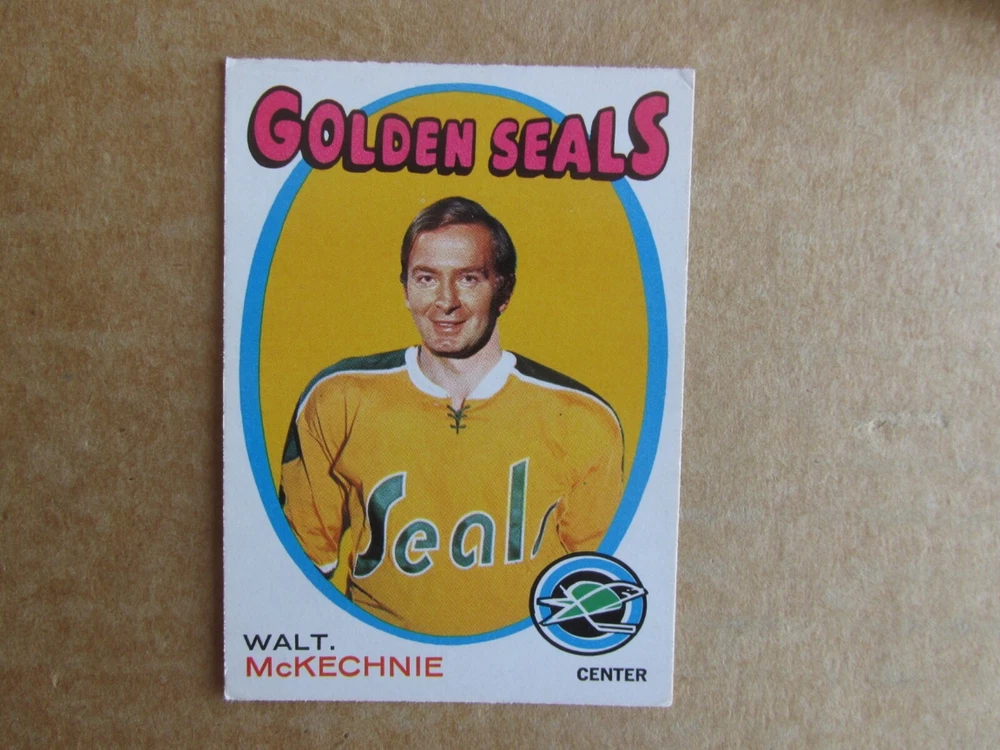 GOLDEN SEALS
Seals
WALT.
McKECHNIE
CENTER